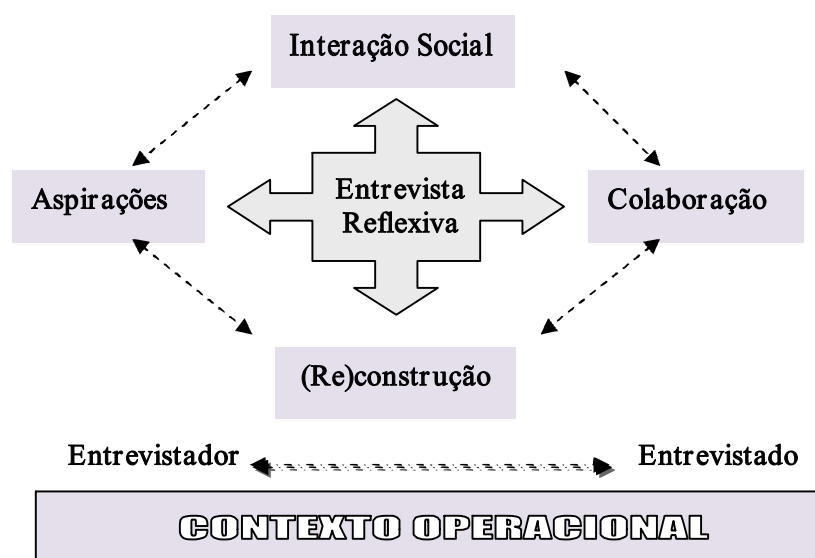 Interação Social
Aspirações
Entrevista
Reflexiva
Colaboração
(Re)construção
Entrevistador
Entrevistado
CONTEXTO OPERACIONAL